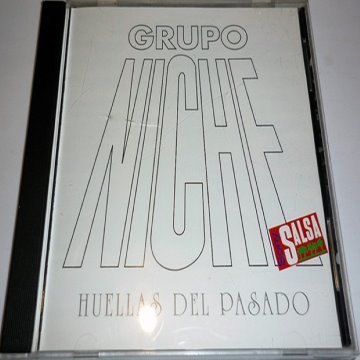 GRUPO
NICHE
SALSA
HUELLAS DEL PASADO